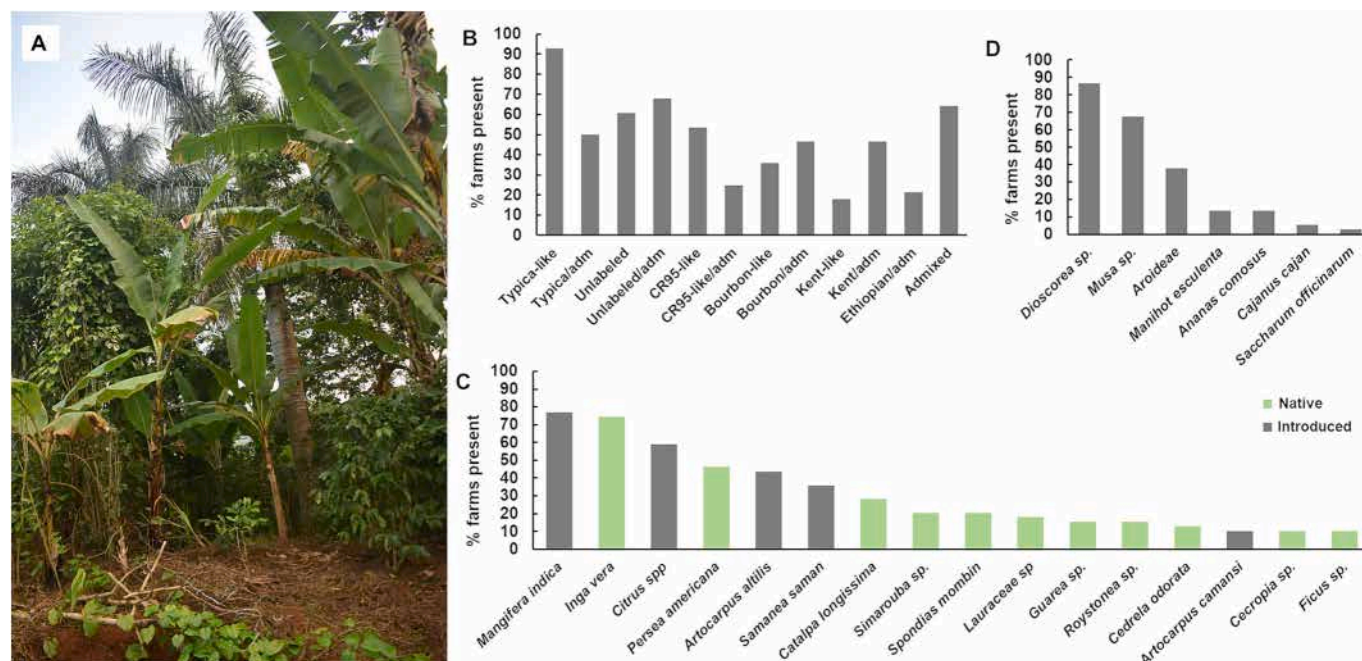 A
B
% farms present
100
90
80
70
60
50
40
30
20
10
0
Typica-like
Typica/adm
Unlabeled
Unlabeled/adm
CR95-like
CR95-like/adm
Bourbon-like
Bourbon/adm
Kent-like
Kent/adm
Ethiopian/adm
Admixed
D
% farms present
100
90
80
70
60
50
40
30
20
10
0
Dioscorea sp.
Musa sp.
Aroideae
Manihot esculenta
Ananas comosus
Cajanus cajan
Saccharum officinarum
C
% farms present
100
90
80
70
60
50
40
30
20
10
0
Native
Introduced
Mangifera indica
Inga vera
Citrus spp
Persea americana
Artocarpus altilis
Samanea saman
Catalpa longissima
Simarouba sp.
Spondias mombin
Lauraceae sp
Guarea sp.
Roystonea sp.
Cedrela odorata
Artocarpus camansi
Cecropia sp.
Ficus sp.